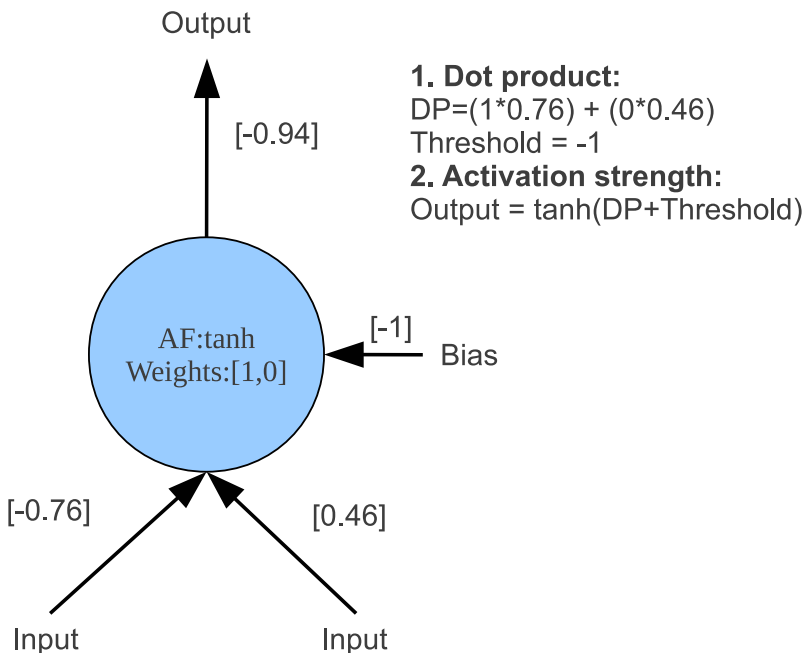 Output
1. Dot product:
DP=(1*0.76) + (0*0.46)
Threshold = -1
2. Activation strength:
Output = tanh(DP+Threshold)
[-0.94]
AF:tanh
Weights:[1,0]
[-1]
Bias
[-0.76]
[0.46]
Input
Input